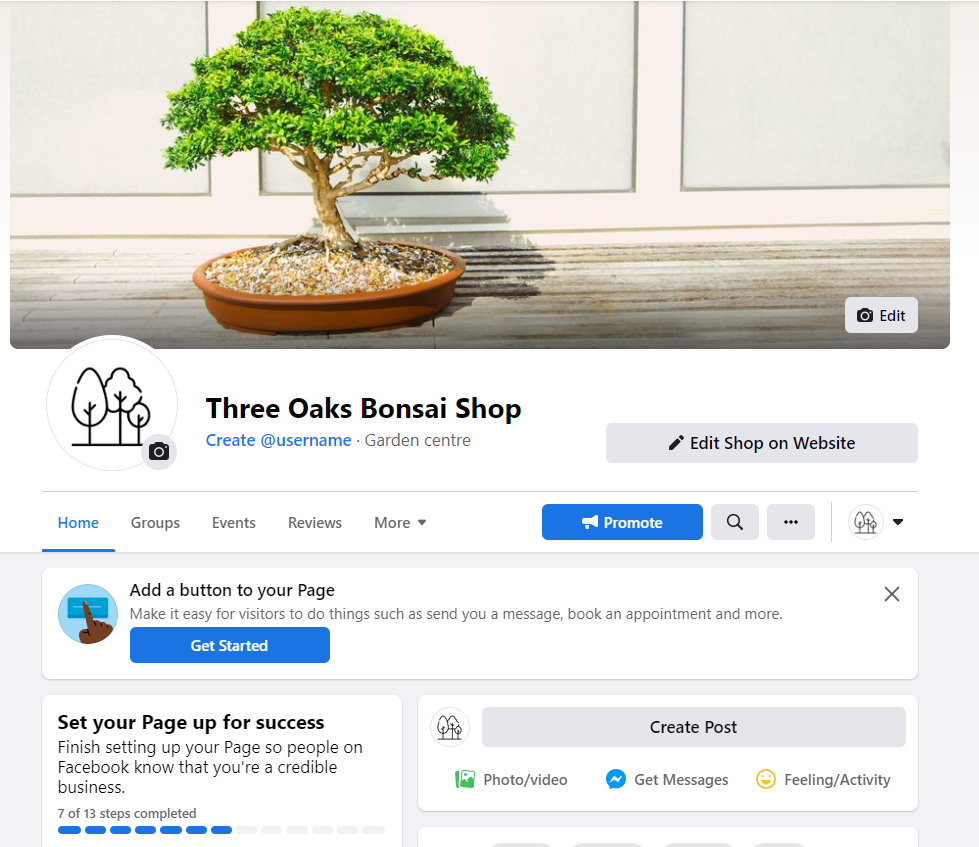 Edit
Three Oaks Bonsai Shop
Create @username · Garden centre
Edit Shop on Website
Home Groups Events Reviews More
Promote
Add a button to your Page
Make it easy for visitors to do things such as send you a message, book an appointment and more.
Get Started
Set your Page up for success
Finish setting up your Page so people on
Facebook know that you're a credible
business.
7 of 13 steps completed
Create Post
Photo/video Get Messages Feeling/Activity